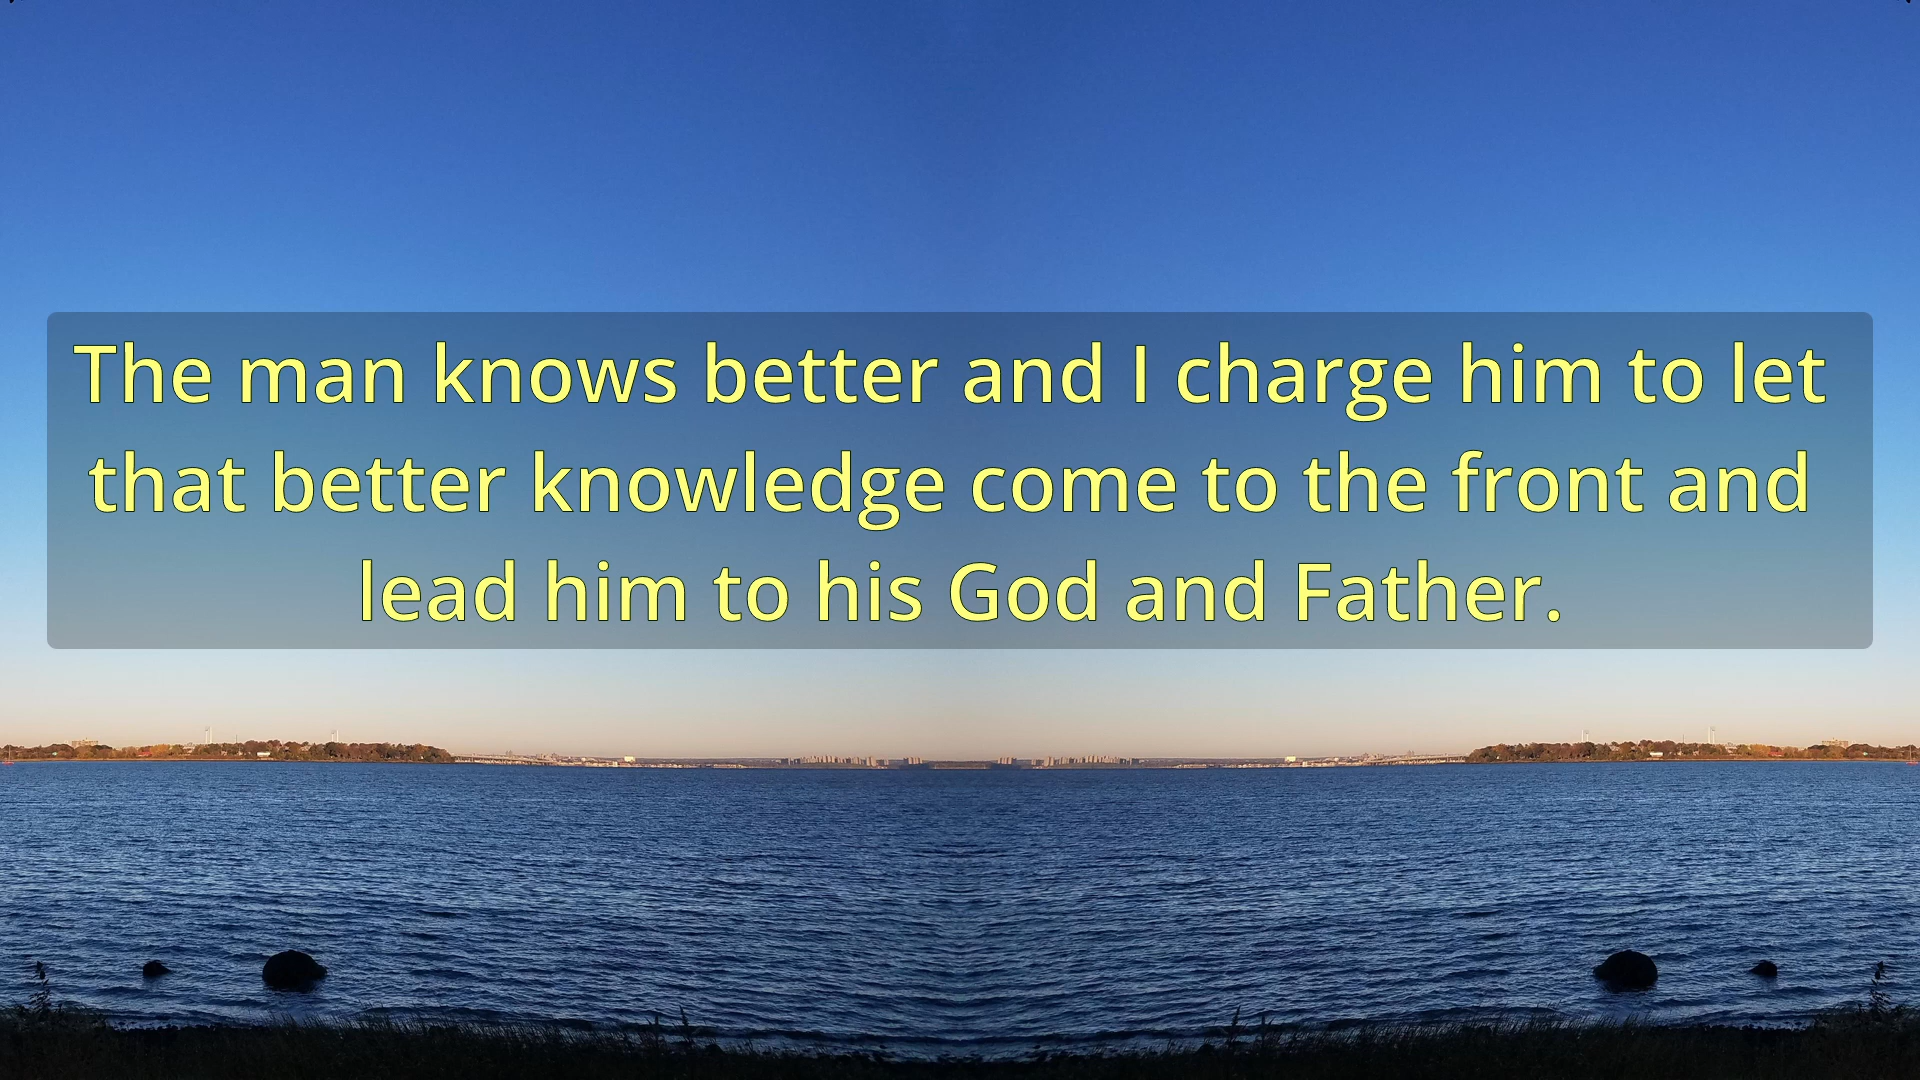 The man knows better and I charge him to let
that better knowledge come to the front and
lead him to his God and Father.